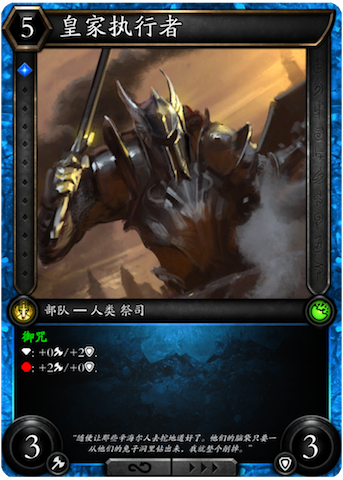 5 皇家执行者
部队 — 人类 祭司
御咒
: +0/+2.
: +2/+0.
"随便让那些辛海尔人去挖地道好了。他们的脑袋只要一
从他们的兔子洞里钻出来，我就整个削掉。"
3 3